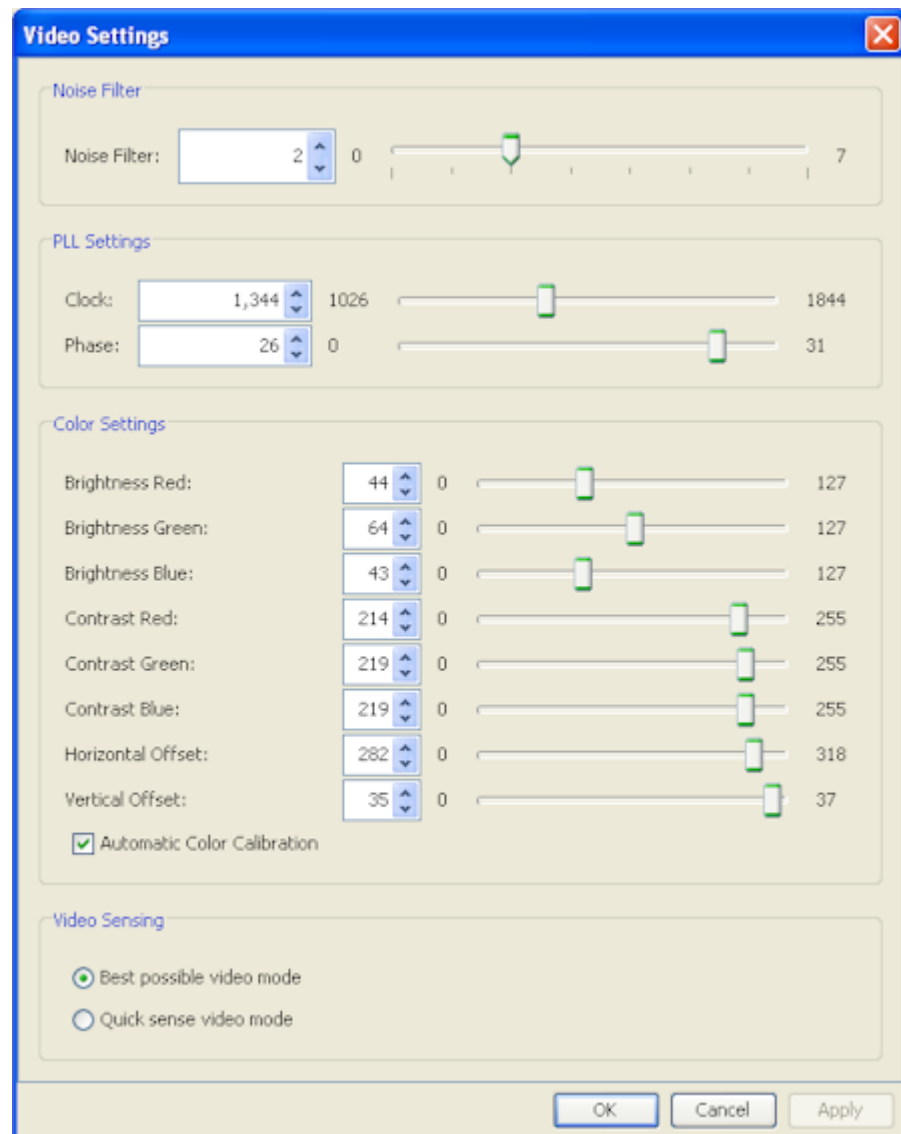 Video Settings
Noise Filter
Noise Filter: 2 0 7
PLL Settings
Clock: 1,344 1026 1844
Phase: 26 0 31
Color Settings
Brightness Red: 44 0 127
Brightness Green: 64 0 127
Brightness Blue: 43 0 127
Contrast Red: 214 0 255
Contrast Green: 219 0 255
Contrast Blue: 219 0 255
Horizontal Offset: 282 0 318
Vertical Offset: 35 0 37
Automatic Color Calibration
Video Sensing
Best possible video mode
Quick sense video mode
OK Cancel Apply